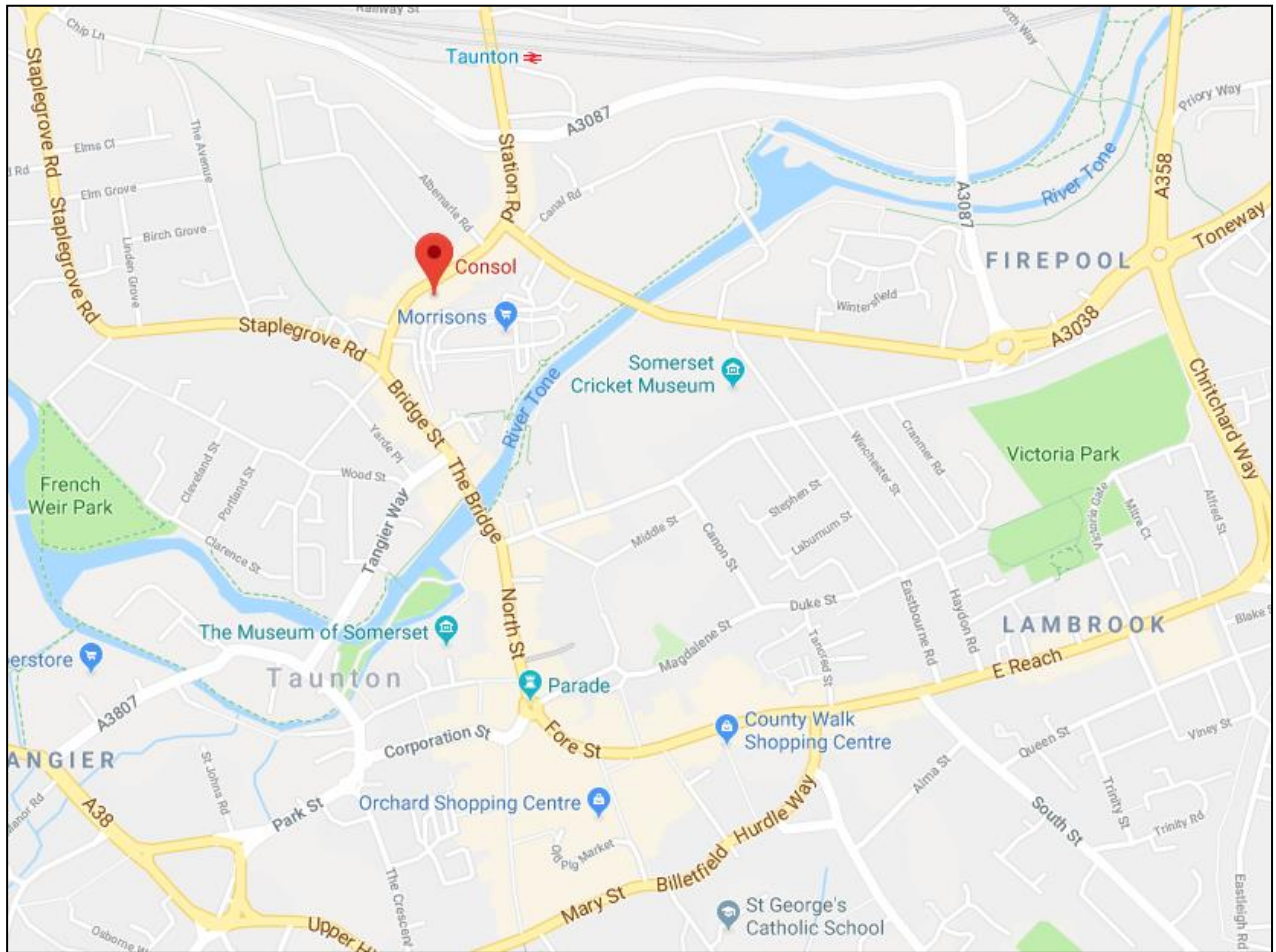 Railway St
Chip Ln
Taunton
A3087
Priory Way
Staplegrove Rd
Staplegrove Rd
Elms Cl
The Avenue
Station Rd
A3087
River Tone
A358
Elm Grove
Albemarle Rd
Canal Rd
Toneway
Birch Grove
Linden Grove
Consol
FIREPOOL
Wintersfield
Morrisons
Staplegrove Rd
A3038
Somerset
Cricket Museum
River Tone
Chritchard Way
Bridge St
Yarde Pl
Cranmer Rd
Winchester St
Victoria Park
Cleveland St
Portland St
Wood St
The Bridge
French
Weir Park
Stephen St
Victoria Gate
Mitre Ct
Alfred St
Tangier Way
Middle St
Canon St
Laburnum St
Clarence St
North St
Duke St
Eastbourne Rd
Haydon Rd
LAMBROOK
Blake
The Museum of Somerset
Magdalene St
Tancred St
E Reach
erstore
Taunton
Parade
A3807
Fore St
County Walk
Shopping Centre
Corporation St
Queen St
Viney St
ANGIER
St Johns Rd
Alma St
A38
Park St
Orchard Shopping Centre
Hurdle Way
South St
Trinity St
Trinity Rd
Old Pig Market
Billetfield
The Crescent
Mary St
St George's
Catholic School
Eastleigh Rd
Upper Hi
Osborne W